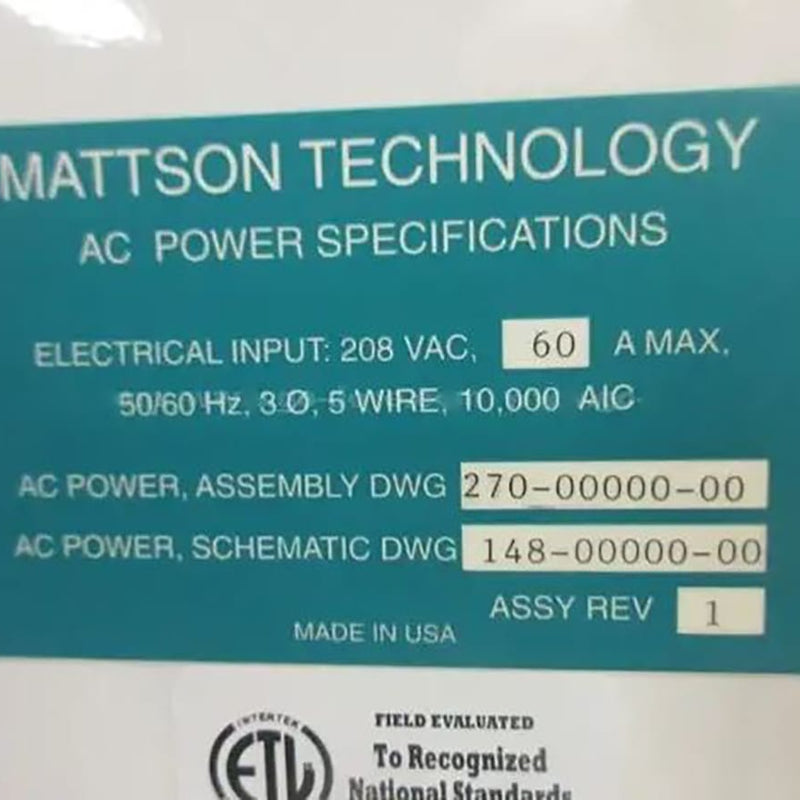 MATTSON TECHNOLOGY
AC POWER SPECIFICATIONS
ELECTRICAL INPUT: 208 VAC, 60 A MAX,
50/60 Hz, 3 Ø, 5 WIRE, 10,000 AIC
AC POWER, ASSEMBLY DWG 270-00000-00
AC POWER, SCHEMATIC DWG 148-00000-00
ASSY REV 1
MADE IN USA
INTERTEK
ETL
FIELD EVALUATED
To Recognized
National Standards